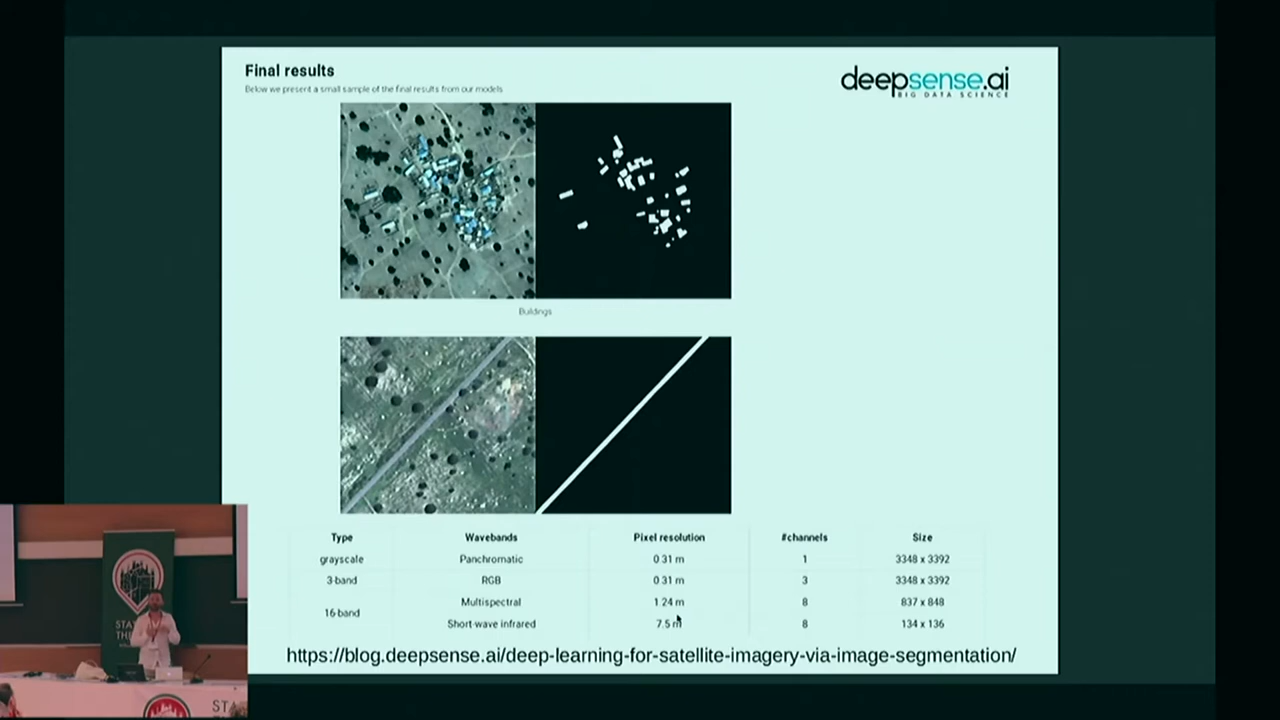 Final results
Below we present a small sample of the final results from our models
deepsense.ai
BIG DATA SCIENCE
Buildings
Type Wavebands Pixel resolution #channels Size
grayscale Panchromatic 0.31 m 1 3348 x 3392
3-band RGB 0.31 m 3 3348 x 3392
16-band Multispectral 1.24 m 8 837 x 848
Short-wave infrared 7.5 m 8 134 x 136
https://blog.deepsense.ai/deep-learning-for-satellite-imagery-via-image-segmentation/
STA